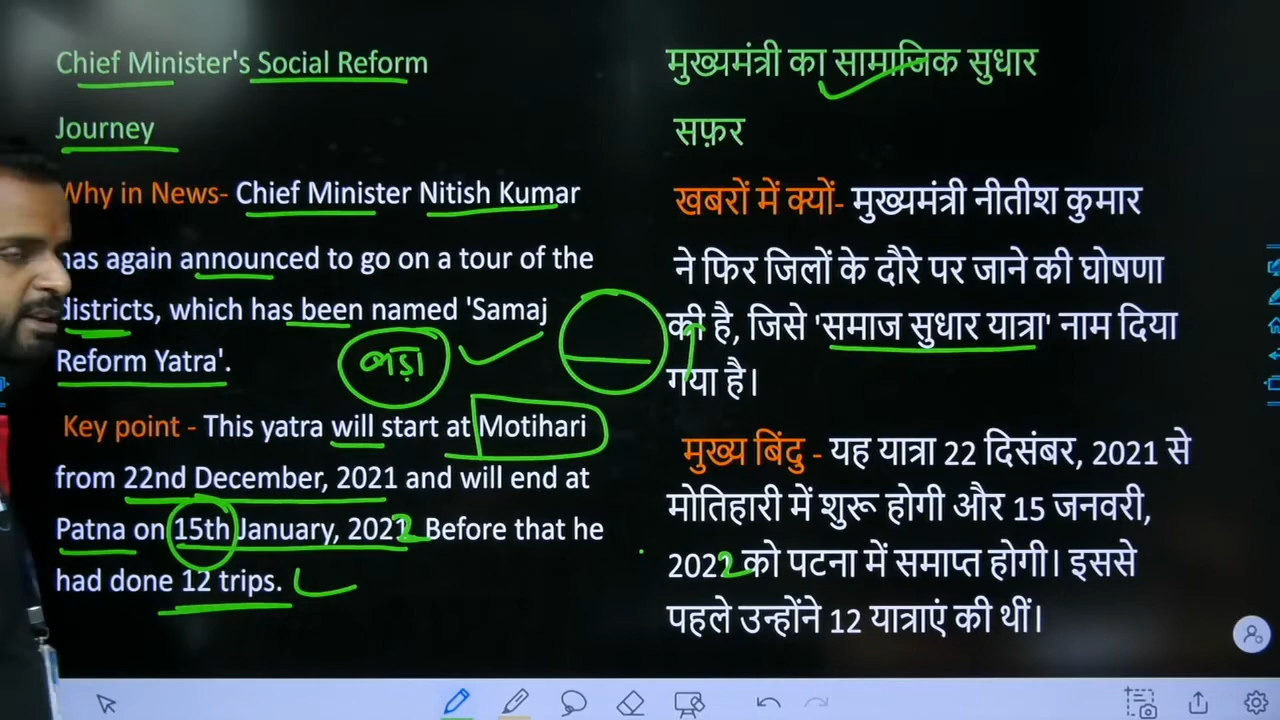 Chief Minister's Social Reform
Journey
Why in News- Chief Minister Nitish Kumar
has again announced to go on a tour of the
districts, which has been named 'Samaj
Reform Yatra'.
Key point - This yatra will start at Motihari
from 22nd December, 2021 and will end at
Patna on 15th January, 2022 Before that he
had done 12 trips.
मुख्यमंत्री का सामाजिक सुधार
सफ़र
खबरों में क्यों- मुख्यमंत्री नीतीश कुमार
ने फिर जिलों के दौरे पर जाने की घोषणा
की है, जिसे 'समाज सुधार यात्रा' नाम दिया
गया है।
मुख्य बिंदु - यह यात्रा 22 दिसंबर, 2021 से
मोतिहारी में शुरू होगी और 15 जनवरी,
2022 को पटना में समाप्त होगी। इससे
पहले उन्होंने 12 यात्राएं की थीं।